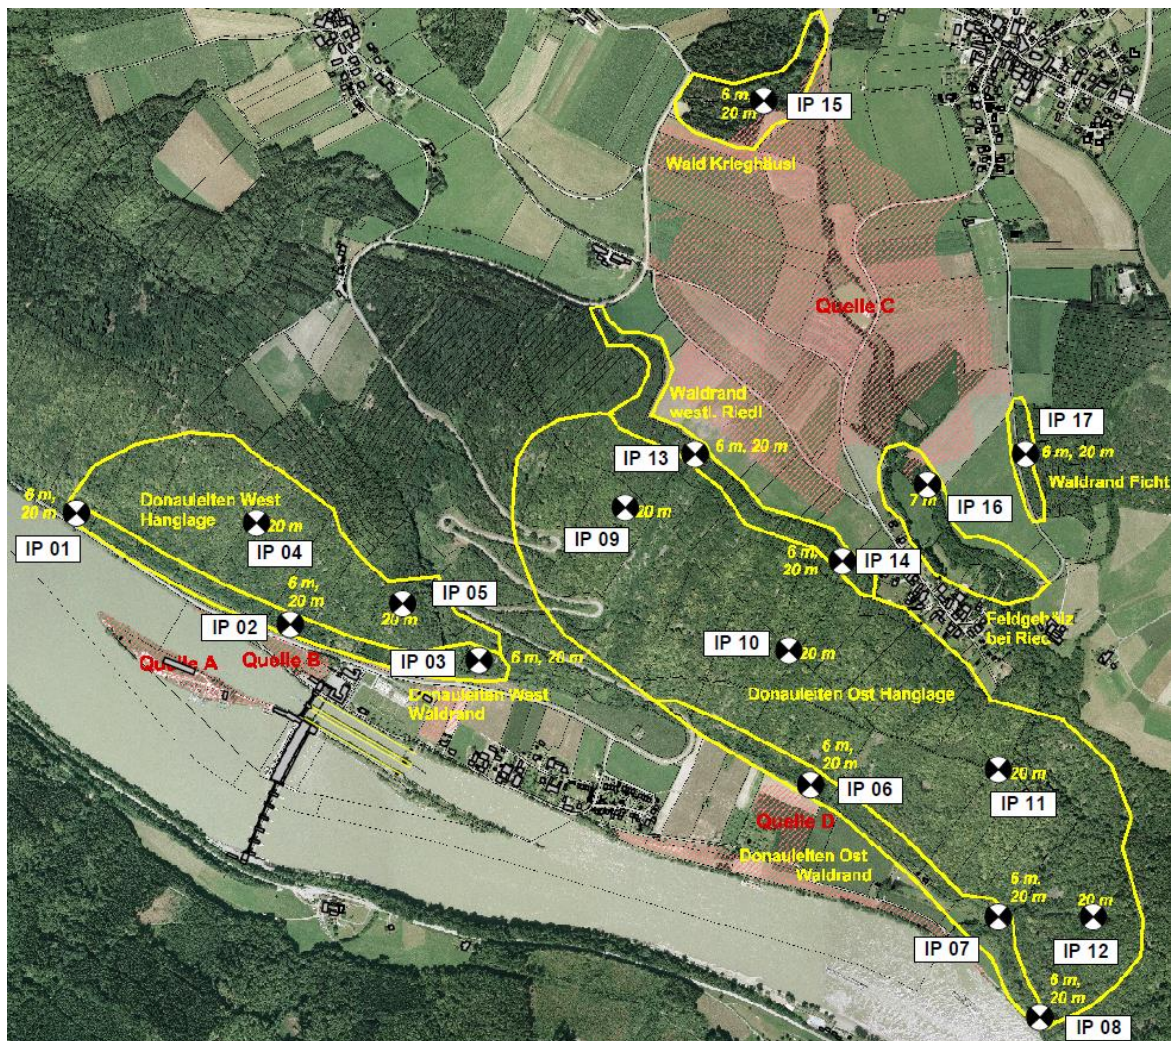 6 m,
20 m
IP 15
Wald Krieghäusl
Quelle C
Waldrand
westl. Riedl
IP 13
6 m, 20 m
IP 17
6 m, 20 m
Waldrand Ficht
7 m
IP 16
6 m,
20 m
IP 01
Donauleiten West
Hanglage
20 m
IP 04
20 m
IP 09
6 m,
20 m
IP 14
6 m,
20 m
IP 02
20 m
IP 05
Feldgehölz
bei Riedl
IP 10
20 m
Quelle A
Quelle B
IP 03
6 m, 20 m
Donauleiten West
Waldrand
Donauleiten Ost Hanglage
6 m,
20 m
IP 06
20 m
IP 11
Quelle D
Donauleiten Ost
Waldrand
6 m,
20 m
IP 07
20 m
IP 12
6 m,
20 m
IP 08